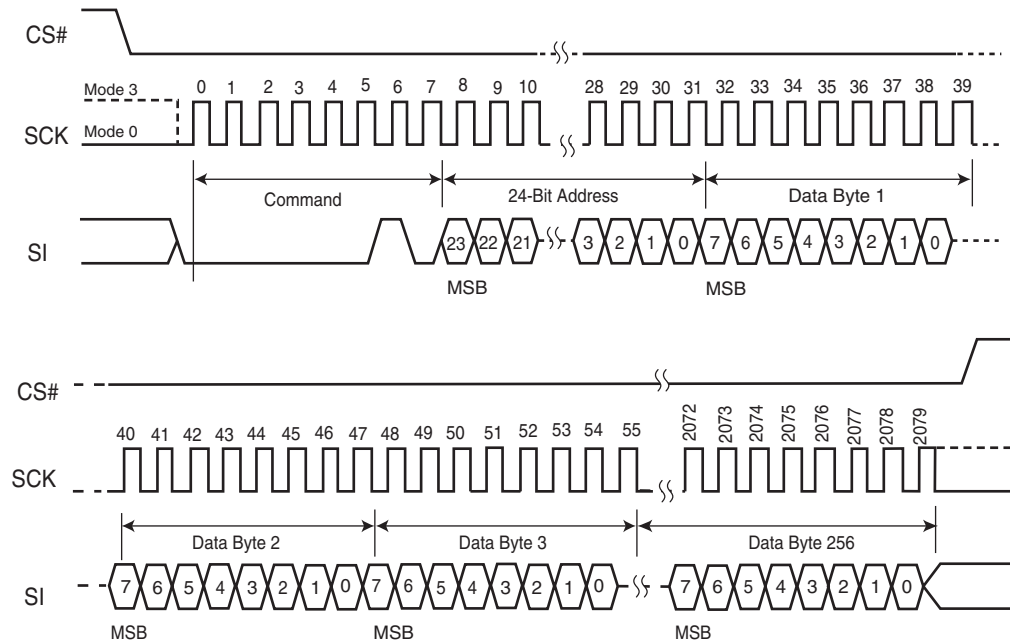 CS#
Mode 3
0 1 2 3 4 5 6 7 8 9 10 28 29 30 31 32 33 34 35 36 37 38 39
SCK
Mode 0
Command 24-Bit Address Data Byte 1
SI
23 22 21 3 2 1 0 7 6 5 4 3 2 1 0
MSB MSB
CS#
40 41 42 43 44 45 46 47 48 49 50 51 52 53 54 55 2072 2073 2074 2075 2076 2077 2078 2079
SCK
Data Byte 2 Data Byte 3 Data Byte 256
SI
7 6 5 4 3 2 1 0 7 6 5 4 3 2 1 0 7 6 5 4 3 2 1 0
MSB MSB MSB